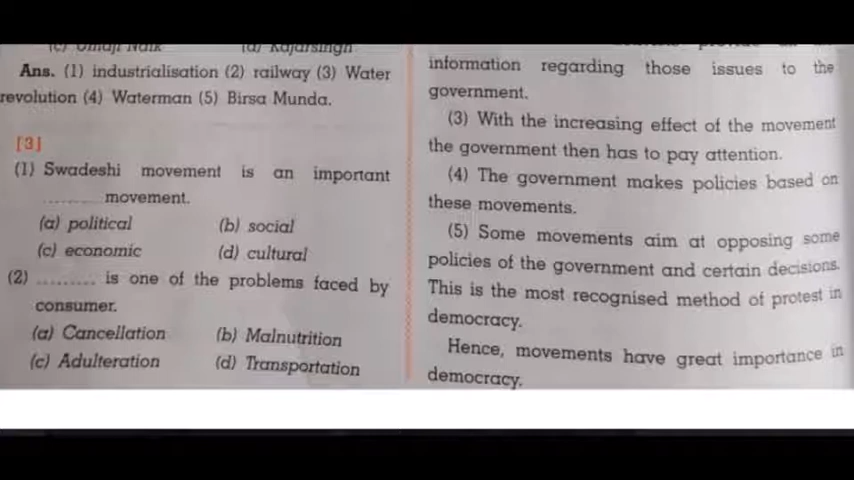 (c) Umaji Naik (d) Rajarsingh
Ans. (1) industrialisation (2) railway (3) Water
revolution (4) Waterman (5) Birsa Munda.
[3]
(1) Swadeshi movement is an important
......... movement.
(a) political (b) social
(c) economic (d) cultural
(2) ......... is one of the problems faced by
consumer.
(a) Cancellation (b) Malnutrition
(c) Adulteration (d) Transportation
information regarding those issues to the
government.
(3) With the increasing effect of the movement
the government then has to pay attention.
(4) The government makes policies based on
these movements.
(5) Some movements aim at opposing some
policies of the government and certain decisions.
This is the most recognised method of protest in
democracy.
Hence, movements have great importance in
democracy.